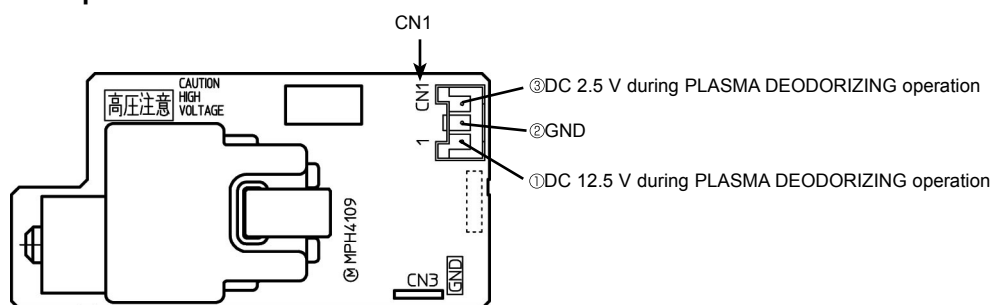 CN1
CAUTION
HIGH
VOLTAGE
高圧注意
CN1
1
③DC 2.5 V during PLASMA DEODORIZING operation
②GND
①DC 12.5 V during PLASMA DEODORIZING operation
Ⓜ MPH4109
CN3
GND